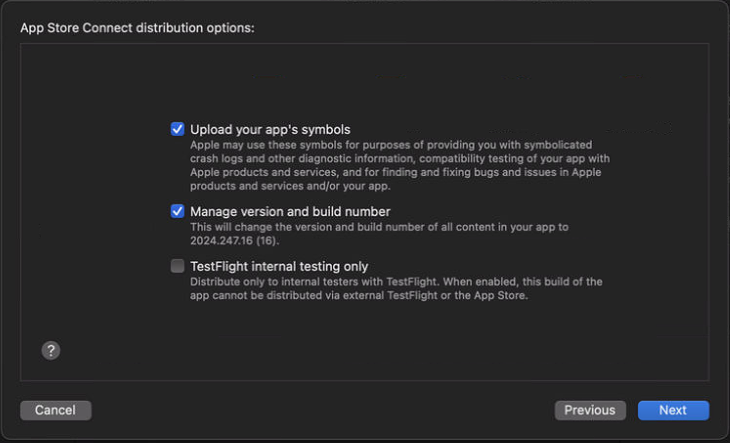 App Store Connect distribution options:
Upload your app's symbols
Apple may use these symbols for purposes of providing you with symbolicated
crash logs and other diagnostic information, compatibility testing of your app with
Apple products and services, and for finding and fixing bugs and issues in Apple
products and services and/or your app.
Manage version and build number
This will change the version and build number of all content in your app to
2024.247.16 (16).
TestFlight internal testing only
Distribute only to internal testers with TestFlight. When enabled, this build of the
app cannot be distributed via external TestFlight or the App Store.
?
Cancel
Previous
Next